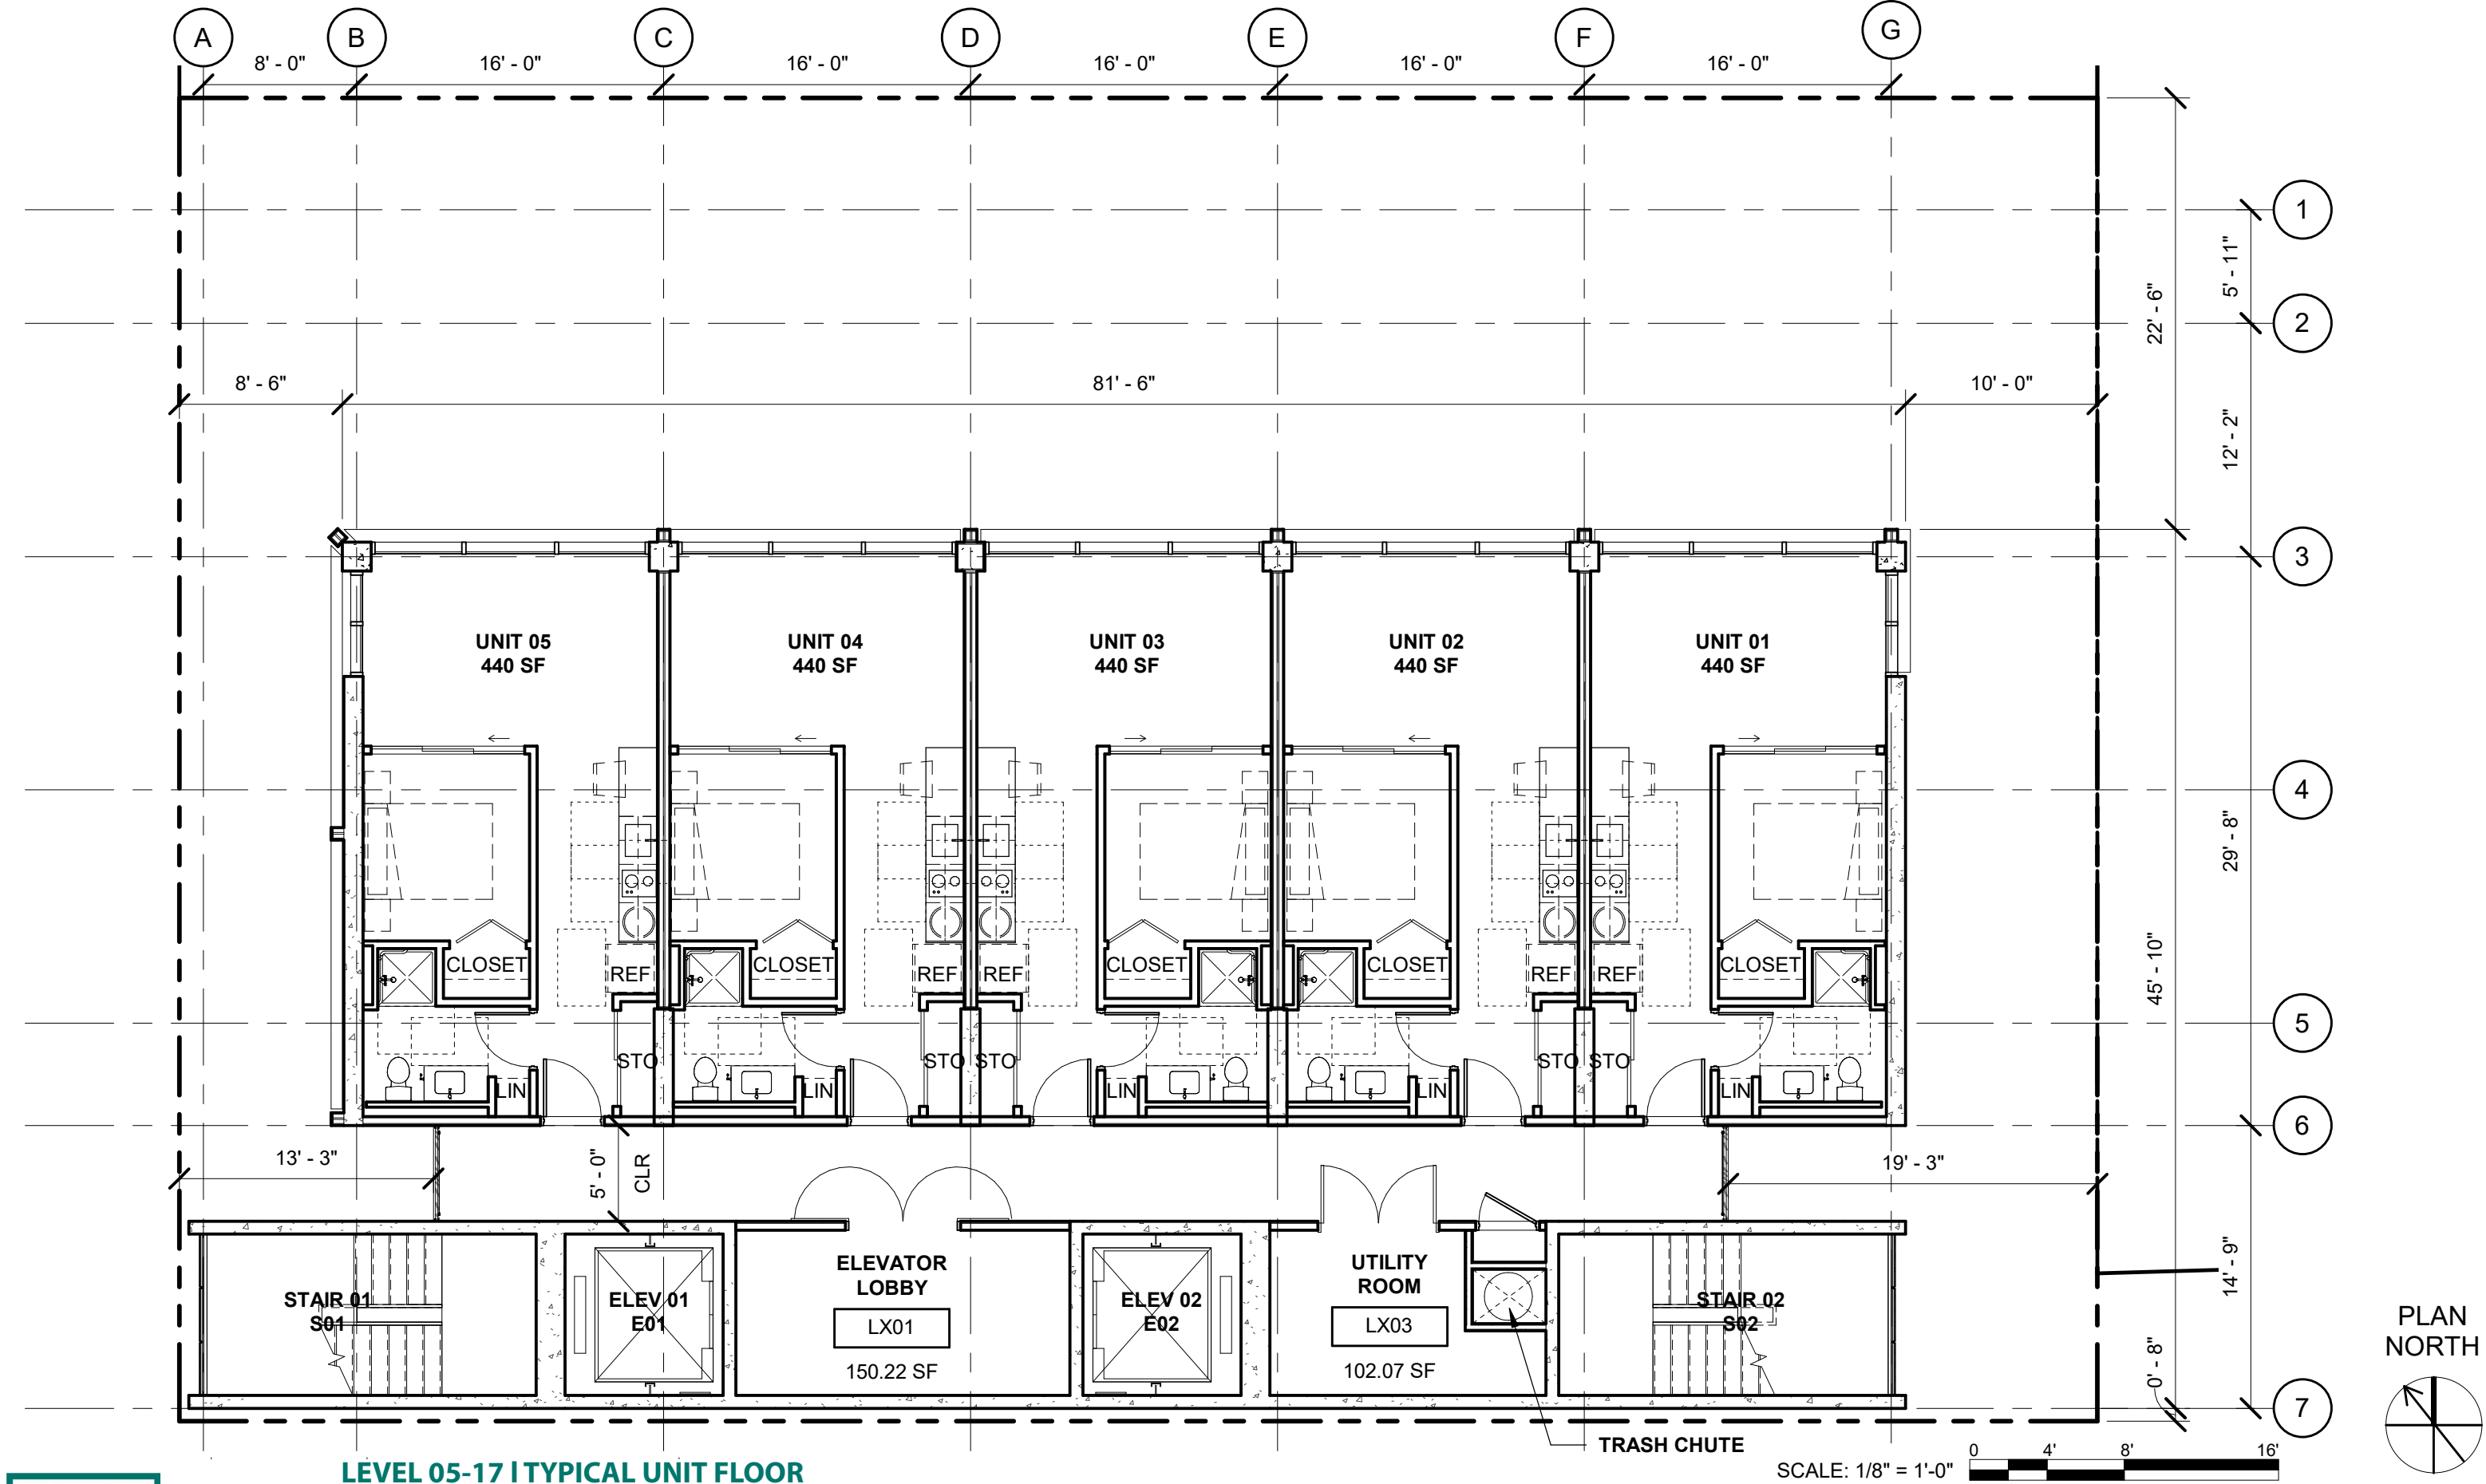 A
B
C
D
E
F
G
8' - 0"
16' - 0"
16' - 0"
16' - 0"
16' - 0"
16' - 0"
1
5' - 11"
2
22' - 6"
8' - 6"
81' - 6"
10' - 0"
12' - 2"
3
UNIT 05
440 SF
UNIT 04
440 SF
UNIT 03
440 SF
UNIT 02
440 SF
UNIT 01
440 SF
4
29' - 8"
CLOSET
REF
CLOSET
REF
REF
CLOSET
CLOSET
REF
REF
CLOSET
45' - 10"
5
STO
STO
STO
STO
STO
LIN
LIN
LIN
LIN
LIN
6
13' - 3"
5' - 0"
CLR
19' - 3"
STAIR 01
S01
ELEV 01
E01
ELEVATOR
LOBBY
LX01
150.22 SF
ELEV 02
E02
UTILITY
ROOM
LX03
102.07 SF
STAIR 02
S02
14' - 9"
0' - 8"
7
PLAN
NORTH
TRASH CHUTE
LEVEL 05-17 | TYPICAL UNIT FLOOR
SCALE: 1/8" = 1'-0"
0 4' 8' 16'